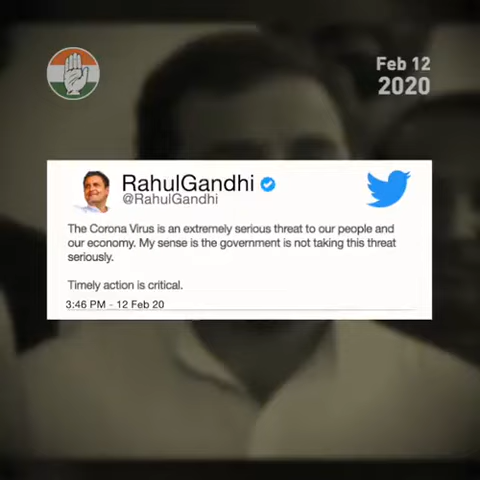 Feb 12
2020
RahulGandhi
@RahulGandhi
The Corona Virus is an extremely serious threat to our people and
our economy. My sense is the government is not taking this threat
seriously.
Timely action is critical.
3:46 PM - 12 Feb 20